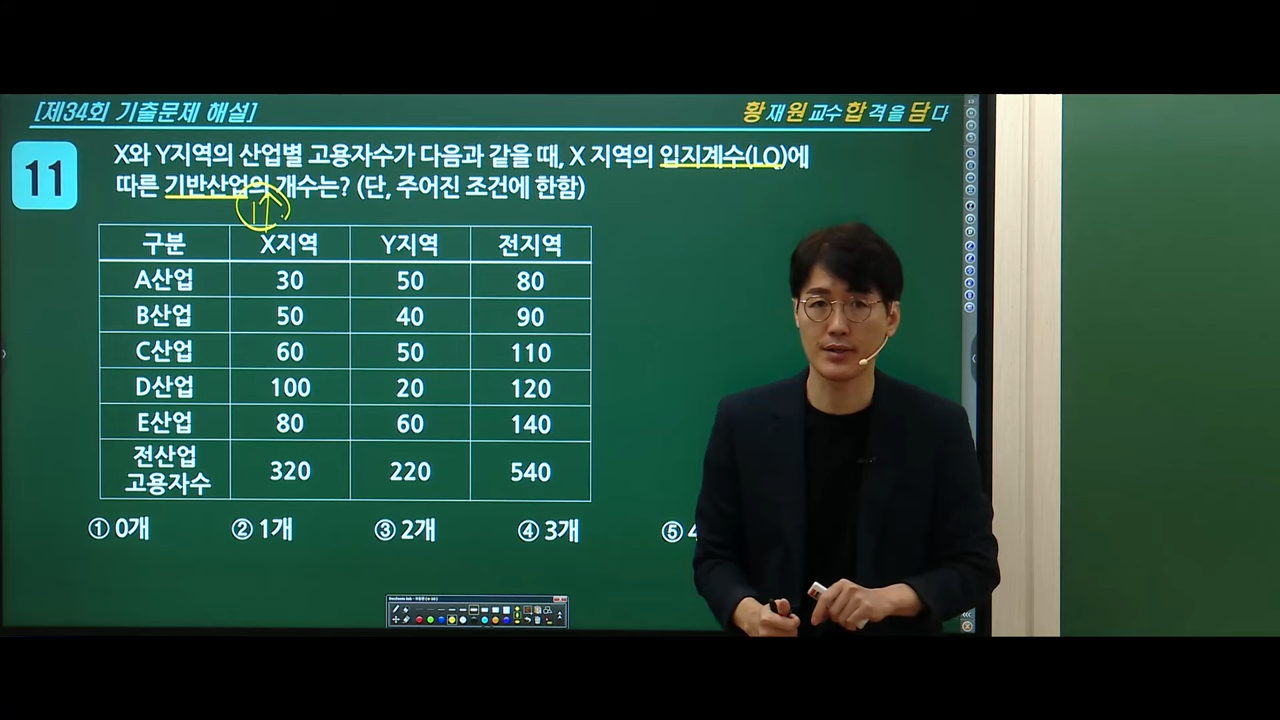 [제34회 기출문제 해설]
황재원교수합격을담다
11
X와 Y지역의 산업별 고용자수가 다음과 같을 때, X 지역의 입지계수(LQ)에
따른 기반산업의 개수는? (단, 주어진 조건에 한함)
1↑
구분 X지역 Y지역 전지역
A산업 30 50 80
B산업 50 40 90
C산업 60 50 110
D산업 100 20 120
E산업 80 60 140
전산업
고용자수 320 220 540
① 0개 ② 1개 ③ 2개 ④ 3개 ⑤ 4